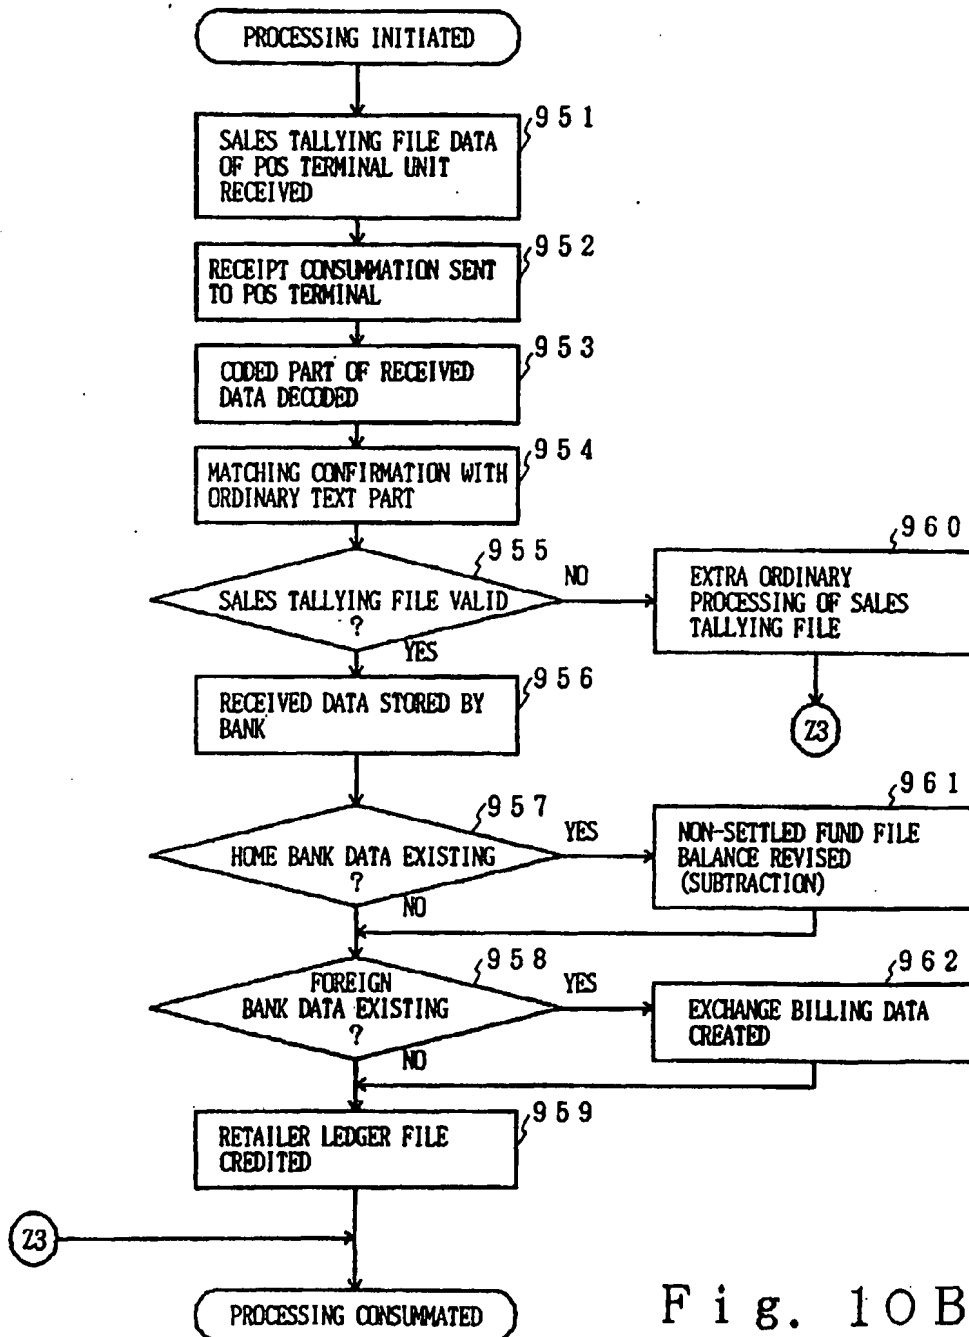 PROCESSING INITIATED
951
SALES TALLYING FILE DATA
OF POS TERMINAL UNIT
RECEIVED
952
RECEIPT CONSUMMATION SENT
TO POS TERMINAL
953
CODED PART OF RECEIVED
DATA DECODED
954
MATCHING CONFIRMATION WITH
ORDINARY TEXT PART
955
SALES TALLYING FILE VALID
?
NO
YES
960
EXTRA ORDINARY
PROCESSING OF SALES
TALLYING FILE
Z3
956
RECEIVED DATA STORED BY
BANK
957
HOME BANK DATA EXISTING
?
YES
NO
961
NON-SETTLED FUND FILE
BALANCE REVISED
(SUBTRACTION)
958
FOREIGN
BANK DATA EXISTING
?
YES
NO
962
EXCHANGE BILLING DATA
CREATED
959
RETAILER LEDGER FILE
CREDITED
Z3
PROCESSING CONSUMMATED
Fig. 10B